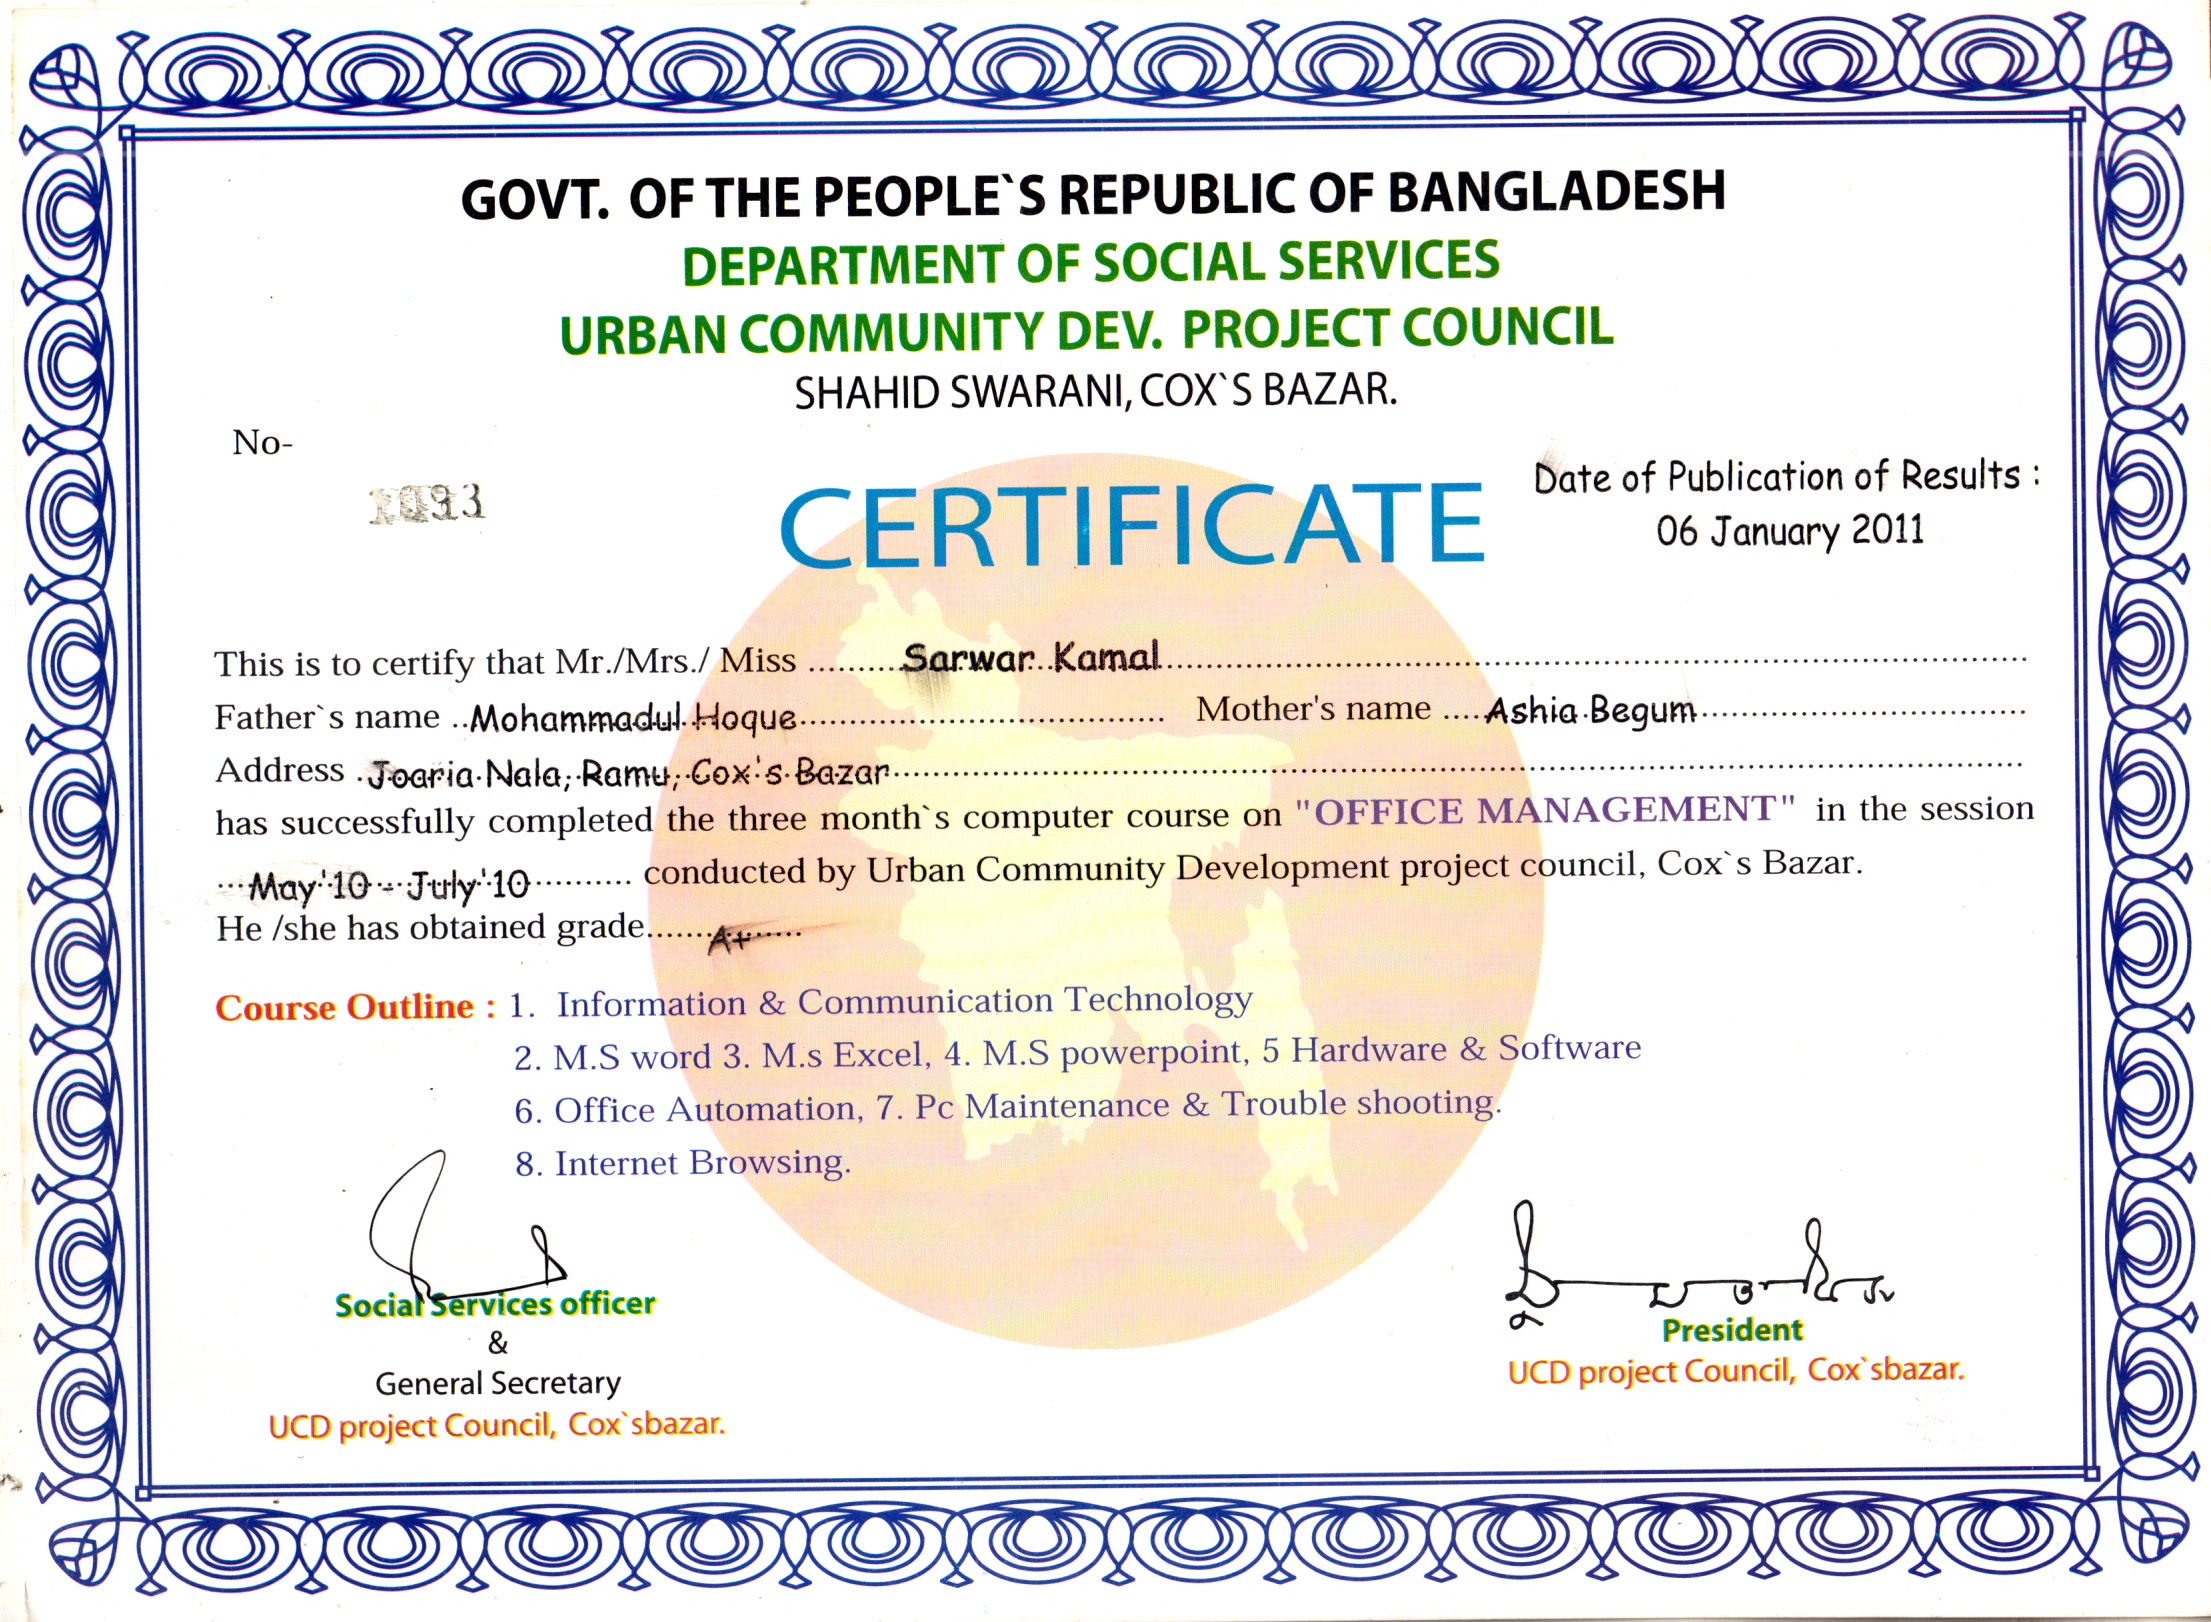 GOVT. OF THE PEOPLE`S REPUBLIC OF BANGLADESH
DEPARTMENT OF SOCIAL SERVICES
URBAN COMMUNITY DEV. PROJECT COUNCIL
SHAHID SWARANI, COX`S BAZAR.
No-
CERTIFICATE
Date of Publication of Results :
06 January 2011
This is to certify that Mr./Mrs./ Miss ..........Sarwar Kamal..........
Father`s name ..Mohammadul Hoque.......... Mother's name ....Ashia Begum..........
Address .Joaria Nala, Ramu, Cox's Bazar..........
has successfully completed the three month`s computer course on "OFFICE MANAGEMENT" in the session
...May'10 - July'10.......... conducted by Urban Community Development project council, Cox`s Bazar.
He /she has obtained grade.......A+......
Course Outline : 1. Information & Communication Technology
2. M.S word 3. M.s Excel, 4. M.S powerpoint, 5 Hardware & Software
6. Office Automation, 7. Pc Maintenance & Trouble shooting.
8. Internet Browsing.
Social Services officer
&
General Secretary
UCD project Council, Cox`sbazar.
President
UCD project Council, Cox`sbazar.